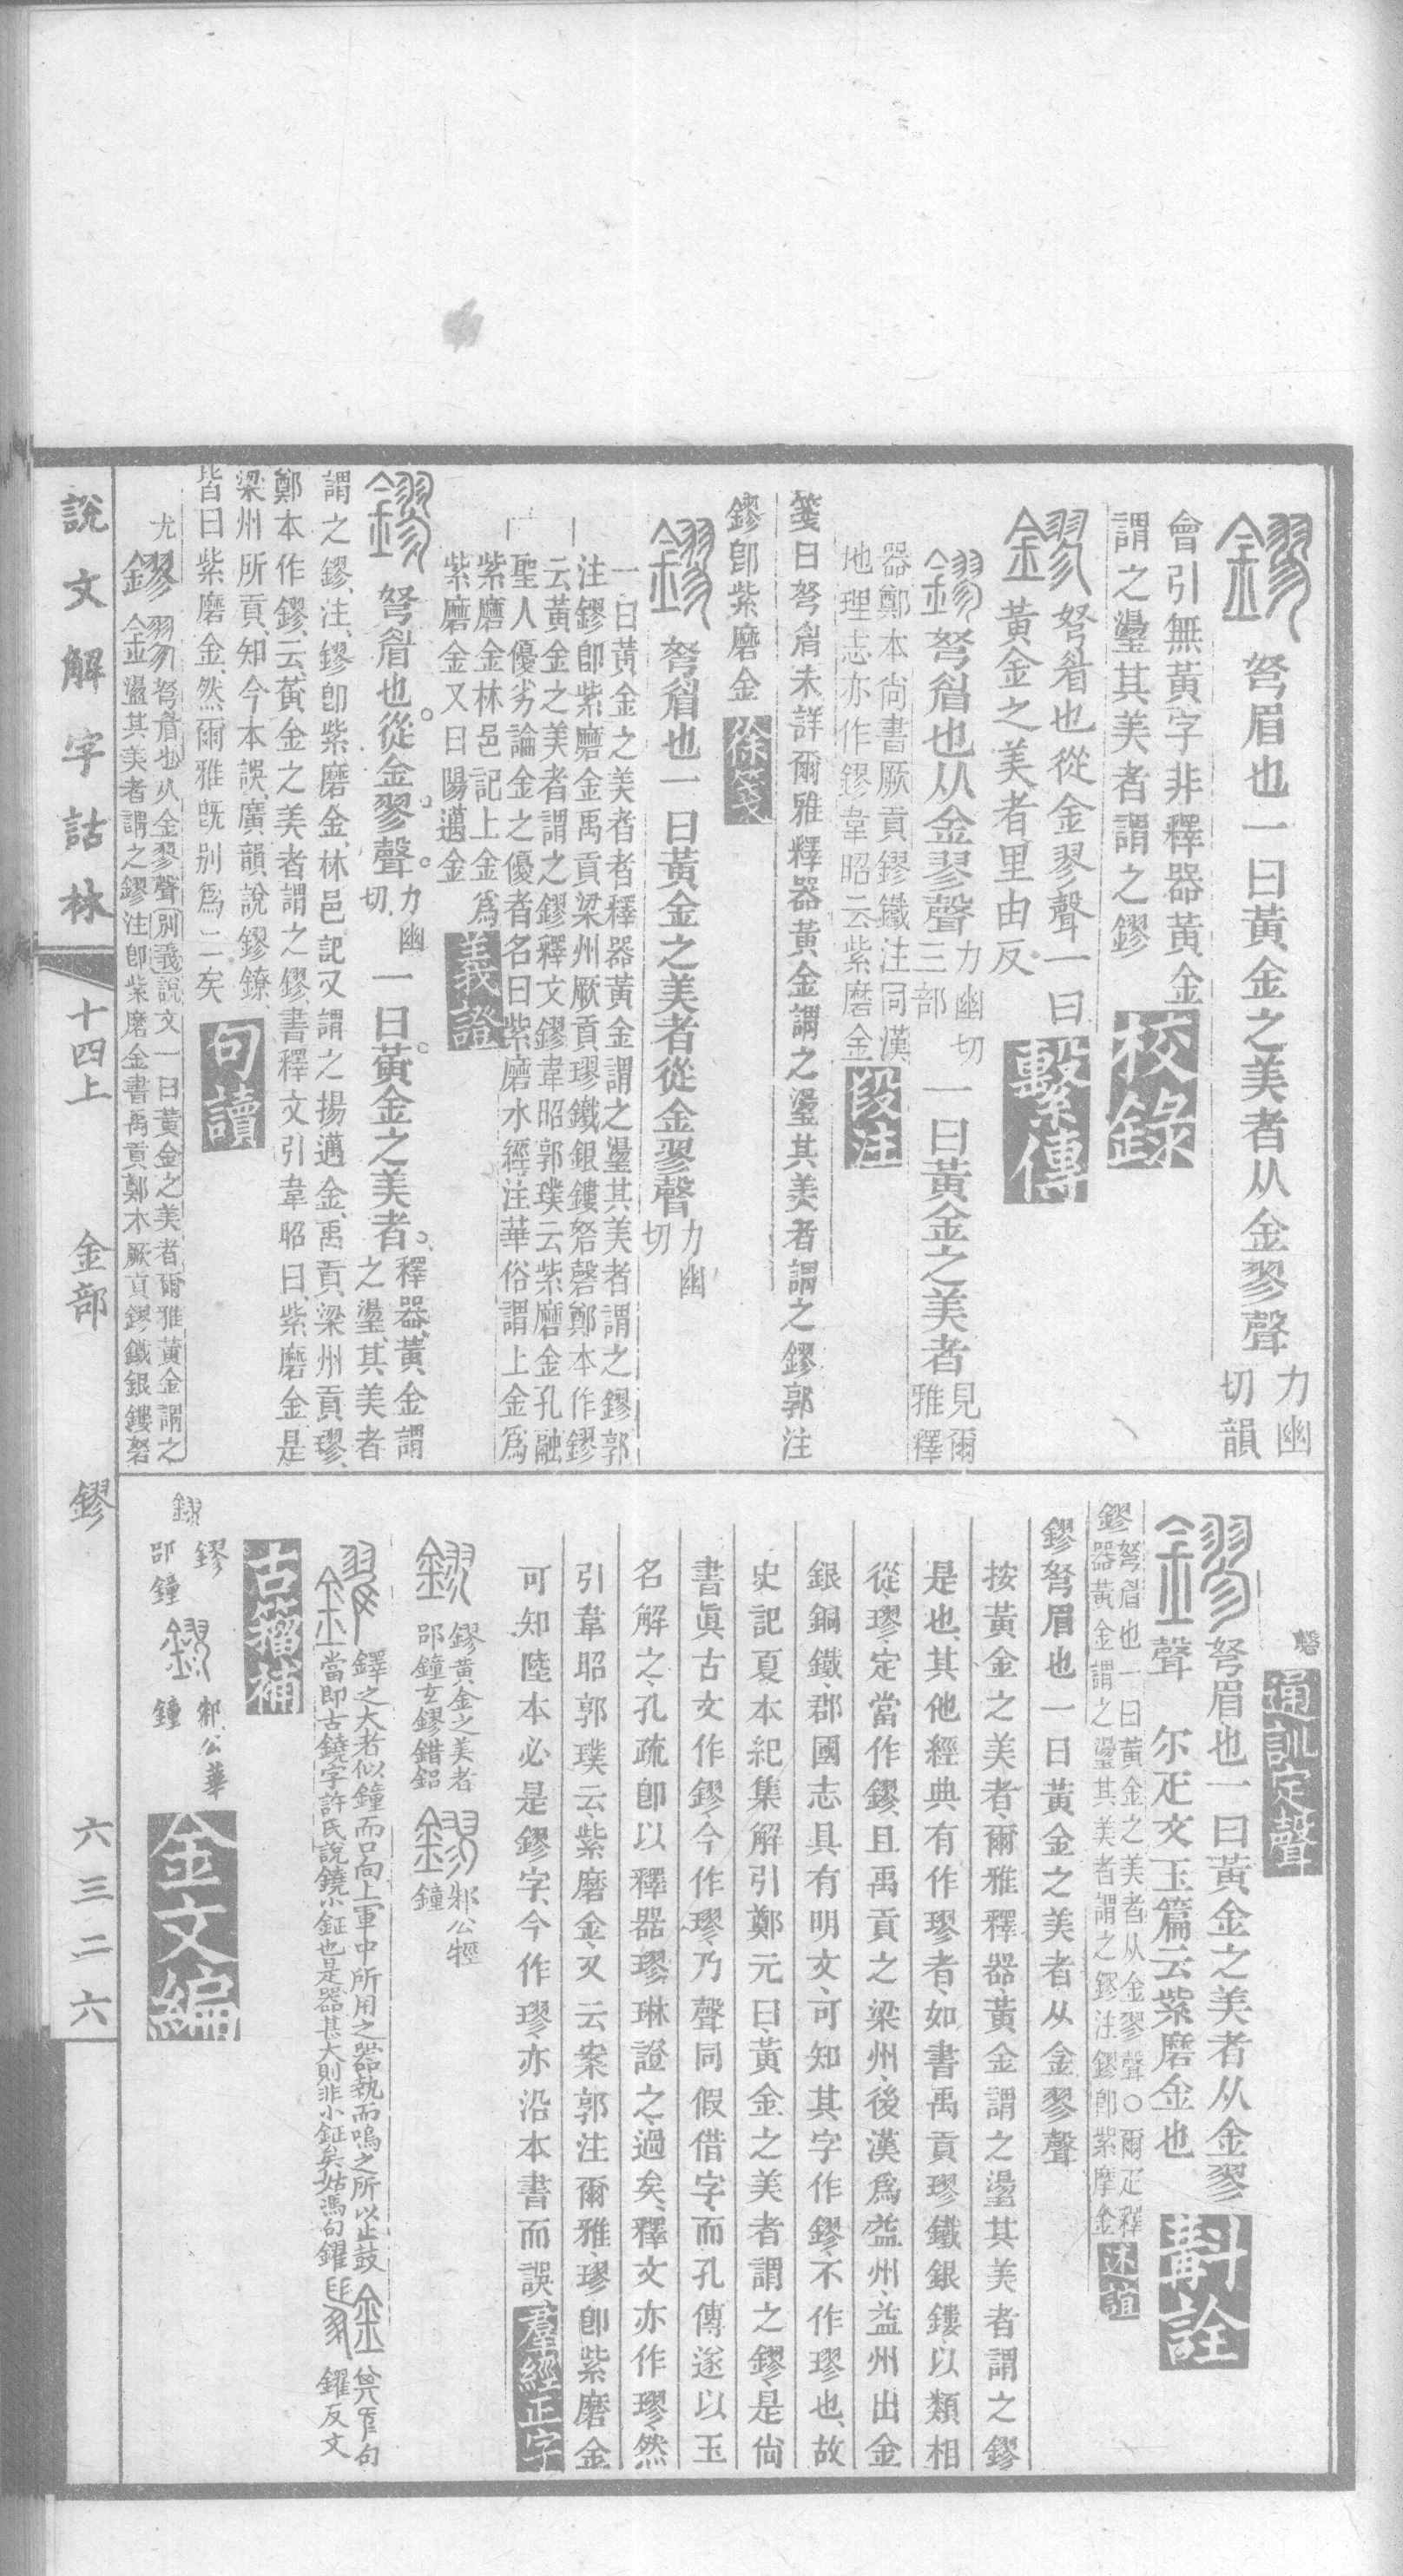 鏐 弩眉也一曰黃金之美者从金翏聲 力幽切 韻
會引無黃字非釋器黃金
謂之璗其美者謂之鏐 校錄
鏐 弩眉也從金翏聲一曰
黃金之美者里由反 繫傳
鏐 弩眉也从金翏聲 力幽切三部 一曰黃金之美者 見爾雅釋
器鄭本尙書厥貢鏐鐵注同漢
地理志亦作鏐韋昭云紫磨金 段注
箋曰弩眉未詳爾雅釋器黃金謂之璗其美者謂之鏐郭注
鏐卽紫磨金 徐箋
鏐 弩眉也一曰黃金之美者從金翏聲 力幽切
一曰黃金之美者者釋器黃金謂之璗其美者謂之鏐郭
注鏐卽紫磨金禹貢梁州厥貢璆鐵銀鏤砮磬鄭本作鏐
云黃金之美者謂之鏐釋文鏐韋昭郭璞云紫磨金孔融
聖人優劣論金之優者名曰紫磨水經注華俗謂上金爲
紫磨金林邑記上金爲
紫磨金又曰陽邁金 義證
鏐 弩眉也從金翏聲 力幽切 一曰黃金之美者 釋器黃金謂之璗其美者
謂之鏐注鏐卽紫磨金林邑記又謂之揚邁金禹貢梁州貢璆
鄭本作鏐云黃金之美者謂之鏐書釋文引韋昭曰紫磨金是
梁州所貢知今本誤廣韻說鏐鐐
皆曰紫磨金然爾雅旣別爲二矣 句讀
尤 鏐 弩眉也从金翏聲別義說文一曰黃金之美者爾雅黃金謂之
璗其美者謂之鏐注卽紫磨金書禹貢鄭本厥貢鏐鐵銀鏤砮
說文解字詁林 十四上 金部 鏐 六三二六
磬 通訓定聲
鏐 弩眉也一曰黃金之美者从金翏
聲 尔疋文玉篇云紫磨金也 斠詮
鏐 弩眉也一曰黃金之美者从金翏聲○爾疋釋
器黃金謂之璗其美者謂之鏐注鏐卽紫摩金 述誼
鏐弩眉也一曰黃金之美者从金翏聲
按黃金之美者爾雅釋器黃金謂之璗其美者謂之鏐
是也其他經典有作璆者如書禹貢璆鐵銀鏤以類相
從璆定當作鏐且禹貢之梁州後漢爲益州益州出金
銀銅鐵郡國志具有明文可知其字作鏐不作璆也故
史記夏本紀集解引鄭元曰黃金之美者謂之鏐是尙
書眞古文作鏐今作璆乃聲同假借字而孔傳遂以玉
名解之孔疏卽以釋器璆琳證之過矣釋文亦作璆然
引韋昭郭璞云紫磨金又云案郭注爾雅璆卽紫磨金
可知陸本必是鏐字今作璆亦沿本書而誤 羣經正字
鏐 鏐黃金之美者 邵鐘玄鏐錯鋁 邾公牼鐘
鐸之大者似鐘而口向上軍中所用之器執而鳴之所以止鼓
當卽古鐃字許氏說鐃小鉦也是器甚大則非小鉦矣姑馮句鑃 句鑃反文
古籀補
鏐 鏐 邵鐘 邾公華鐘 金文編